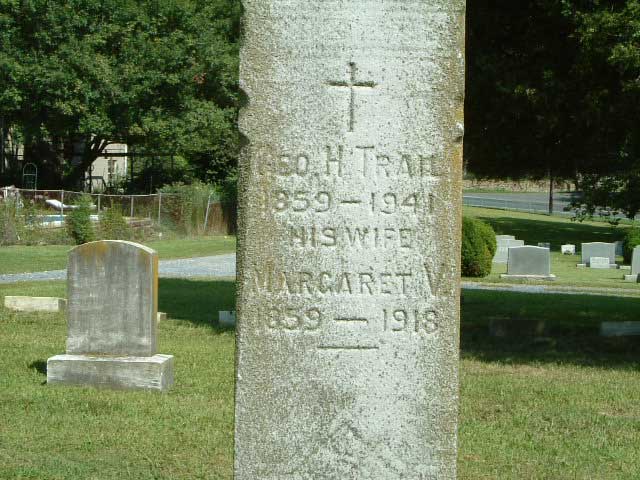 GEO. H. TRAIL
1859 – 1941
HIS WIFE
MARGARET V.
1859 – 1918